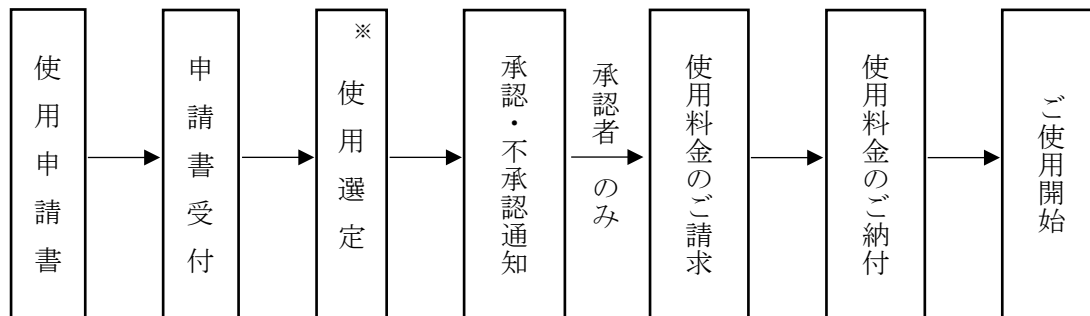 使用申請書
申請書受付
※
使用選定
承認・不承認通知
承認者のみ
使用料金のご請求
使用料金のご納付
ご使用開始